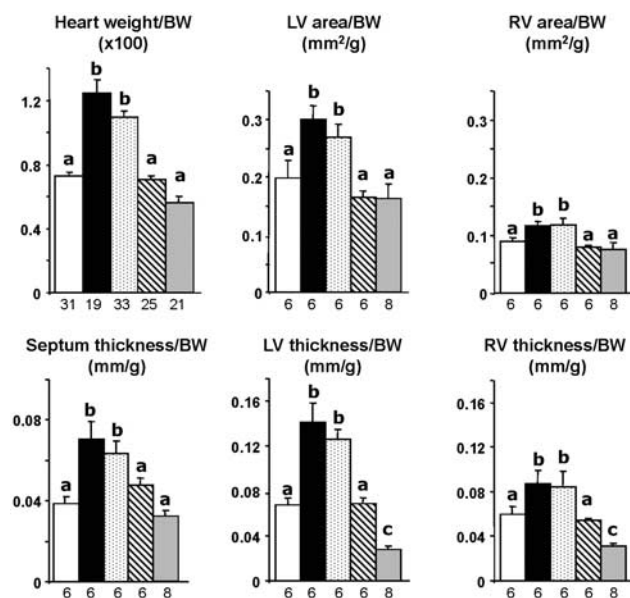 Heart weight/BW
(x100)
1.2
0.8
0.4
0
a
b
b
a
a
31 19 33 25 21
LV area/BW
(mm²/g)
0.3
0.2
0.1
0
a
b
b
a
a
6 6 6 6 8
RV area/BW
(mm²/g)
0.3
0.2
0.1
0
a
b
b
a
a
6 6 6 6 8
Septum thickness/BW
(mm/g)
0.08
0.04
0
a
b
b
a
a
6 6 6 6 8
LV thickness/BW
(mm/g)
0.16
0.12
0.08
0.04
0
a
b
b
a
c
6 6 6 6 8
RV thickness/BW
(mm/g)
0.16
0.12
0.08
0.04
0
a
b
b
a
c
6 6 6 6 8